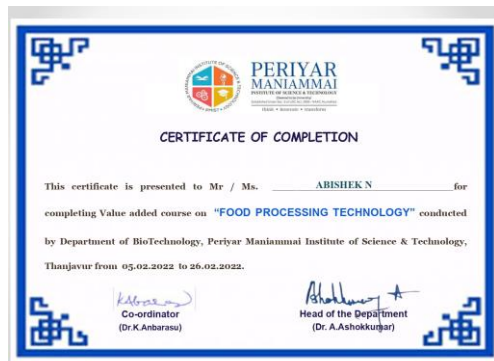 PERIYAR
MANIAMMAI
INSTITUTE OF SCIENCE & TECHNOLOGY
CERTIFICATE OF COMPLETION
This certificate is presented to Mr / Ms. ABISHEK N for
completing Value added course on "FOOD PROCESSING TECHNOLOGY" conducted
by Department of BioTechnology, Periyar Maniammai Institute of Science & Technology,
Thanjavur from 05.02.2022 to 26.02.2022.
Co-ordinator
(Dr.K.Anbarasu)
Head of the Department
(Dr. A.Ashokkumar)